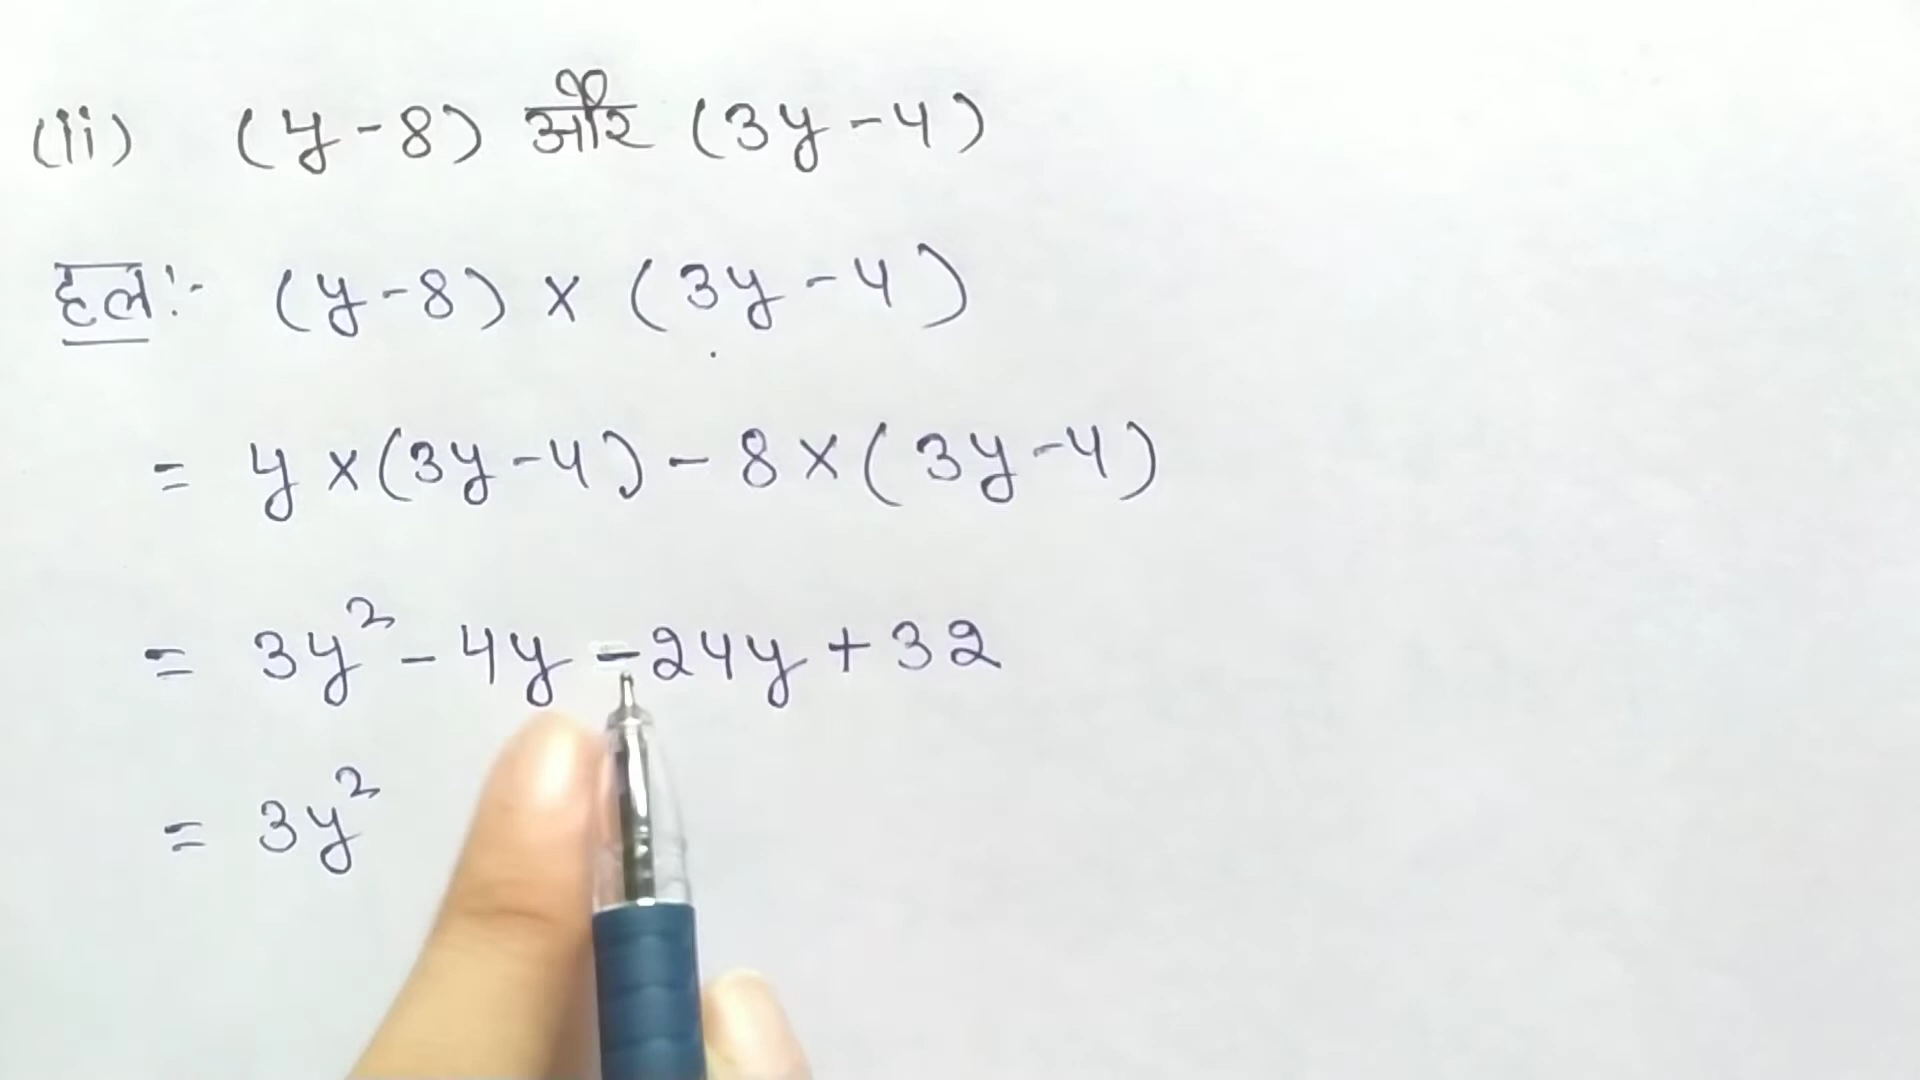 (ii) (y-8) और (3y-4)
हल:- (y-8) × (3y-4)
= y×(3y-4) - 8×(3y-4)
= 3y² - 4y - 24y + 32
= 3y²